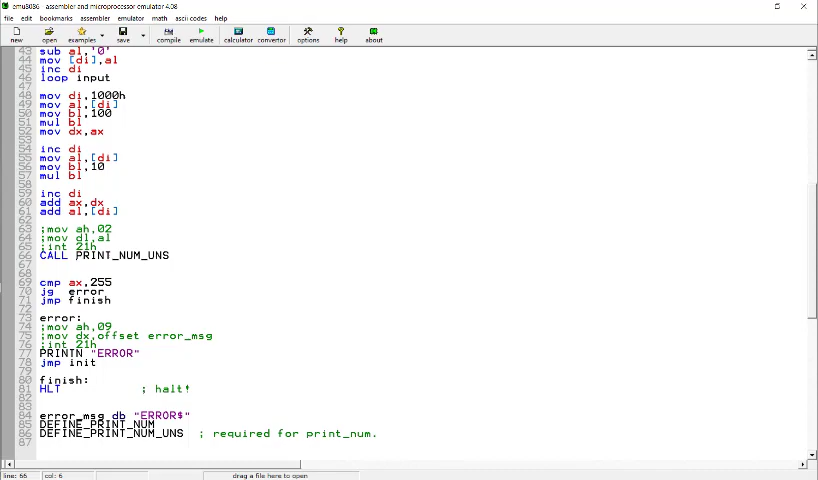 emu8086 - assembler and microprocessor emulator 4.08
file edit bookmarks assembler emulator math ascii codes help
new open examples save compile emulate calculator convertor options help about
43 sub al,'0'
44 mov [di],al
45 inc di
46 loop input
47
48 mov di,1000h
49 mov al,[di]
50 mov bl,100
51 mul bl
52 mov dx,ax
53
54 inc di
55 mov al,[di]
56 mov bl,10
57 mul bl
58
59 inc di
60 add ax,dx
61 add al,[di]
62
63 ;mov ah,02
64 ;mov dl,al
65 ;int 21h
66 CALL PRINT_NUM_UNS
67
68
69 cmp ax,255
70 jg error
71 jmp finish
72
73 error:
74 ;mov ah,09
75 ;mov dx,offset error_msg
76 ;int 21h
77 PRINTN "ERROR"
78 jmp init
79
80 finish:
81 HLT ; halt!
82
83
84 error_msg db "ERROR$"
85 DEFINE_PRINT_NUM
86 DEFINE_PRINT_NUM_UNS ; required for print_num.
87
line: 66 col: 6 drag a file here to open